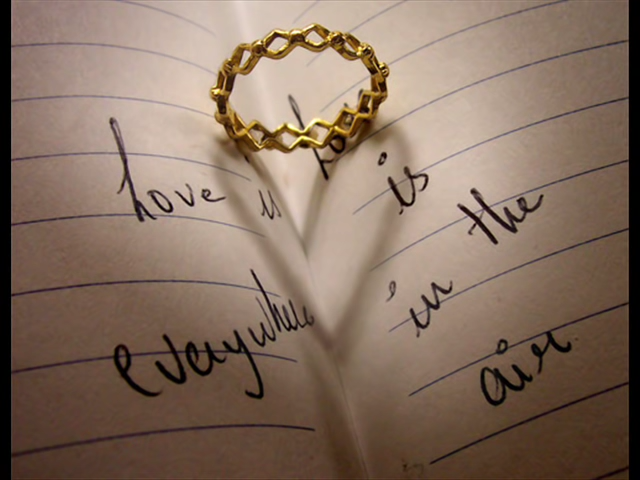 Love is
everywhere
is
in the
air